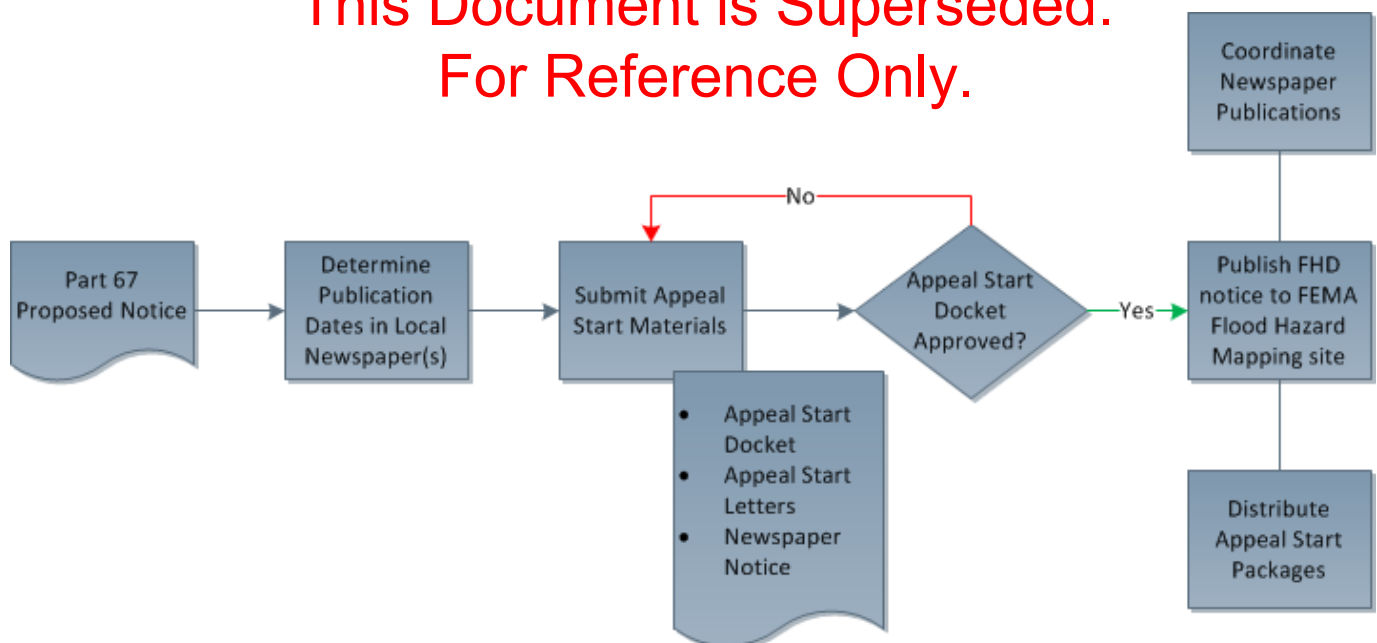 This Document is Superseded.
For Reference Only.
Coordinate
Newspaper
Publications
No
Part 67
Proposed Notice
Determine
Publication
Dates in Local
Newspaper(s)
Submit Appeal
Start Materials
Appeal Start
Docket
Approved?
Yes
Publish FHD
notice to FEMA
Flood Hazard
Mapping site
• Appeal Start
Docket
• Appeal Start
Letters
• Newspaper
Notice
Distribute
Appeal Start
Packages